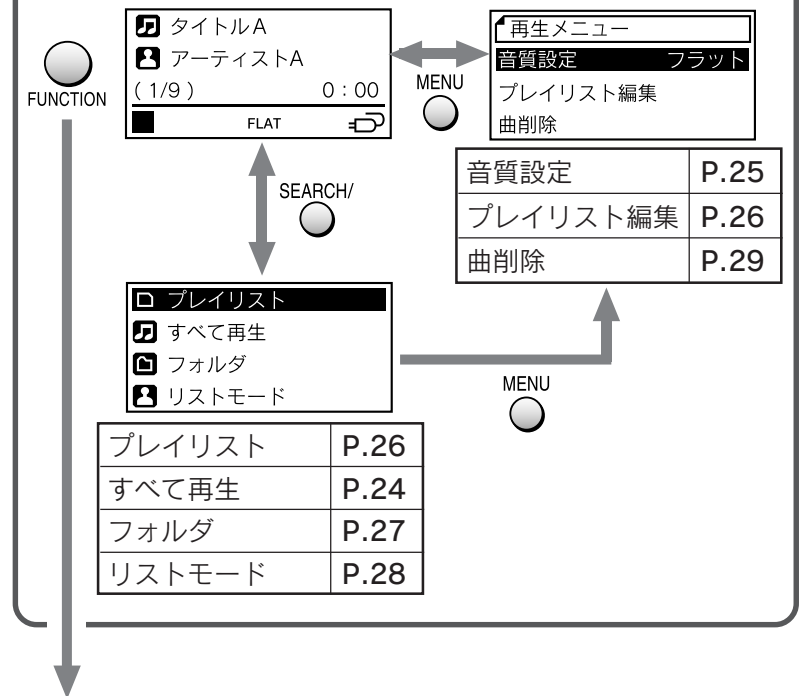 FUNCTION
タイトルA
アーティストA
(1/9) 0:00
FLAT
MENU
再生メニュー
音質設定 フラット
プレイリスト編集
曲削除
音質設定 P.25
プレイリスト編集 P.26
曲削除 P.29
SEARCH/
プレイリスト
すべて再生
フォルダ
リストモード
MENU
プレイリスト P.26
すべて再生 P.24
フォルダ P.27
リストモード P.28